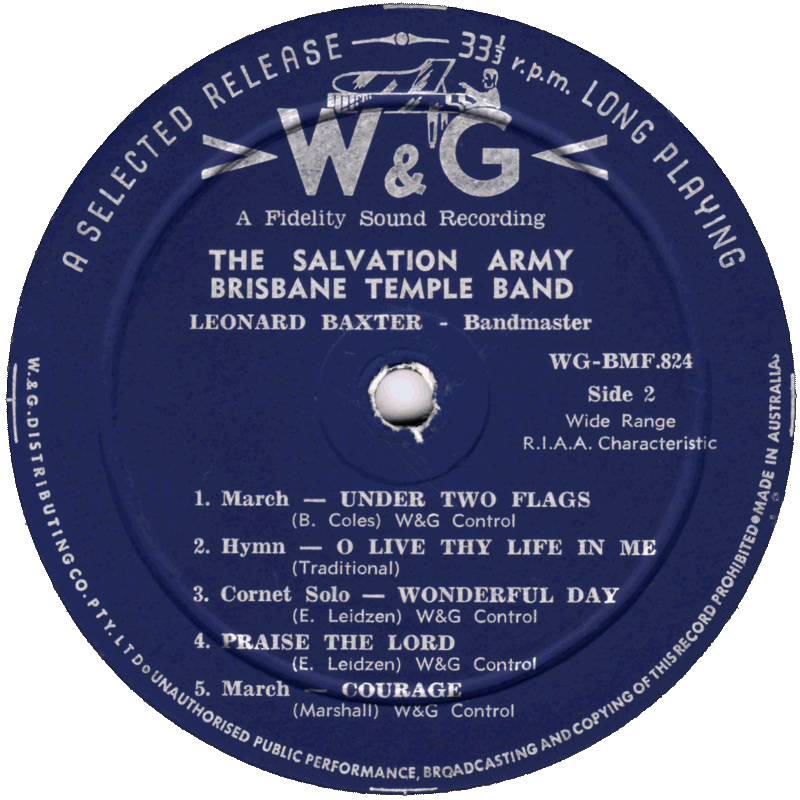 A SELECTED RELEASE 33⅓ r.p.m. LONG PLAYING
W&G
A Fidelity Sound Recording
THE SALVATION ARMY
BRISBANE TEMPLE BAND
LEONARD BAXTER - Bandmaster
WG-BMF.824
Side 2
Wide Range
R.I.A.A. Characteristic
1. March — UNDER TWO FLAGS
(B. Coles) W&G Control
2. Hymn — O LIVE THY LIFE IN ME
(Traditional)
3. Cornet Solo — WONDERFUL DAY
(E. Leidzen) W&G Control
4. PRAISE THE LORD
(E. Leidzen) W&G Control
5. March — COURAGE
(Marshall) W&G Control
W.&G. DISTRIBUTING CO. PTY. LTD. UNAUTHORISED PUBLIC PERFORMANCE, BROADCASTING AND COPYING OF THIS RECORD PROHIBITED ● MADE IN AUSTRALIA.